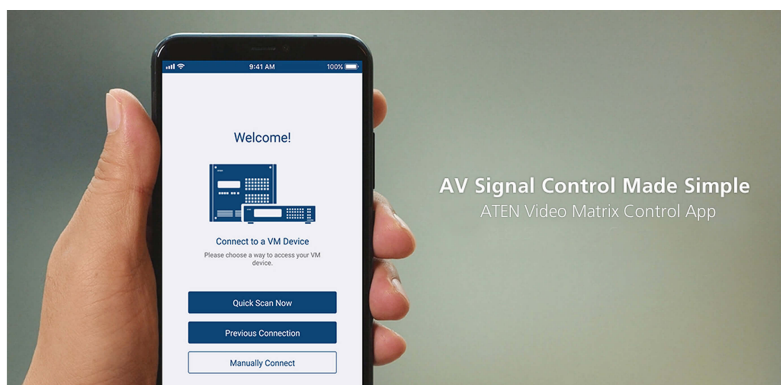 9:41 AM
100%
Welcome!
Connect to a VM Device
Please choose a way to access your VM
device.
Quick Scan Now
Previous Connection
Manually Connect
AV Signal Control Made Simple
ATEN Video Matrix Control App